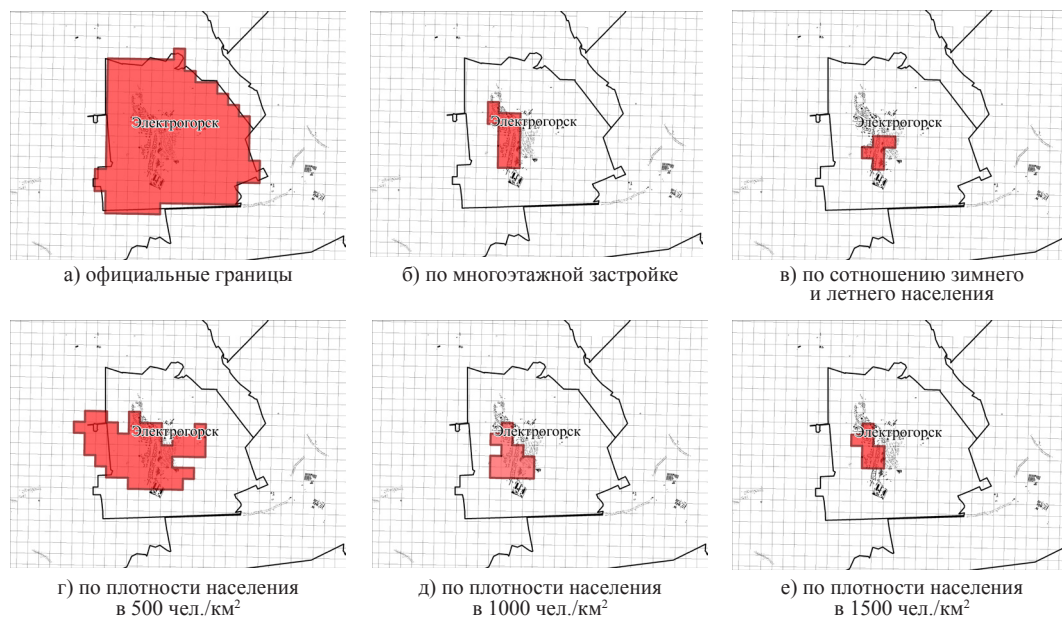 Электрогорск
Электрогорск
Электрогорск
а) официальные границы
б) по многоэтажной застройке
в) по сотношению зимнего
и летнего населения
Электрогорск
Электрогорск
Электрогорск
г) по плотности населения
в 500 чел./км²
д) по плотности населения
в 1000 чел./км²
е) по плотности населения
в 1500 чел./км²